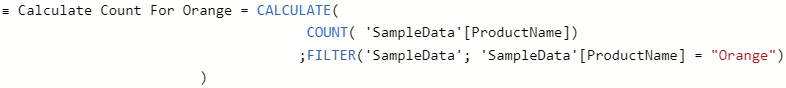 ≡ Calculate Count For Orange = CALCULATE(
COUNT( 'SampleData'[ProductName])
;FILTER('SampleData'; 'SampleData'[ProductName] = "Orange")
)